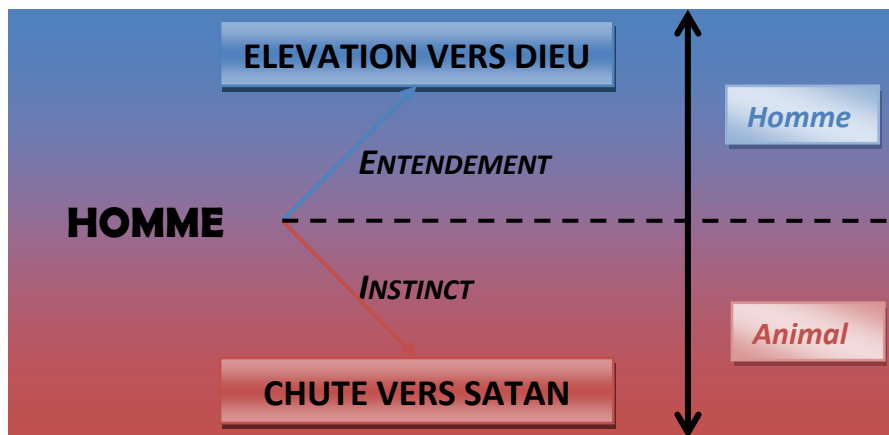 ELEVATION VERS DIEU
Homme
ENTENDEMENT
HOMME
INSTINCT
Animal
CHUTE VERS SATAN